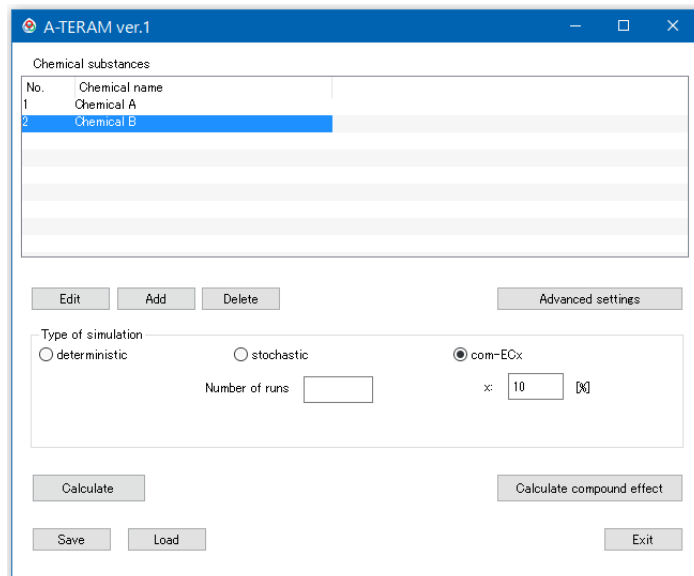 A-TERAM ver.1
Chemical substances
No. Chemical name
1 Chemical A
2 Chemical B
Edit Add Delete Advanced settings
Type of simulation
deterministic stochastic com-ECx
Number of runs x: 10 [%]
Calculate Calculate compound effect
Save Load Exit